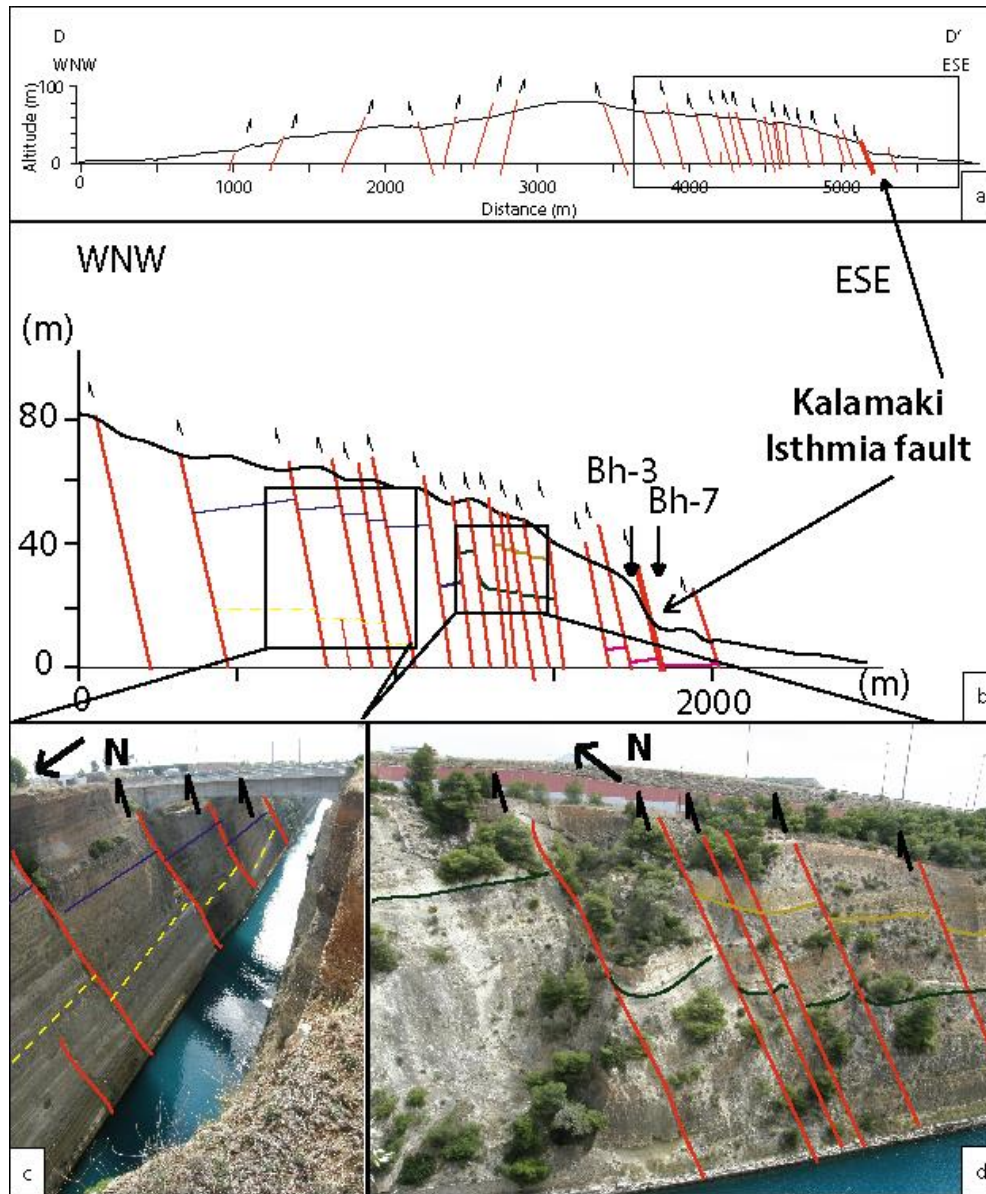 D
D'
WNW
ESE
Altitude (m)
100
50
0
0
1000
2000
3000
4000
5000
Distance (m)
a
WNW
ESE
(m)
Kalamaki
Isthmia fault
80
Bh-3
Bh-7
40
0
0
2000
(m)
b
N
N
c
d